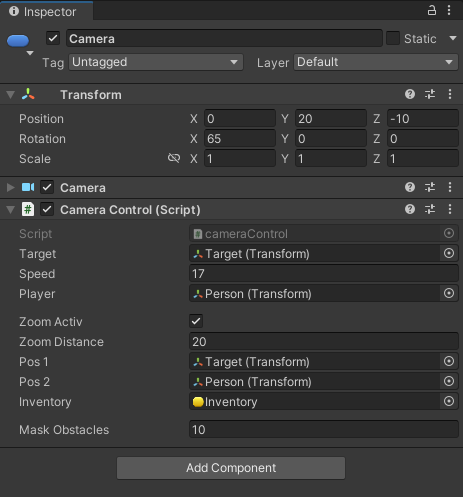 Inspector
Camera Static
Tag Untagged Layer Default
Transform
Position X 0 Y 20 Z -10
Rotation X 65 Y 0 Z 0
Scale X 1 Y 1 Z 1
Camera
# Camera Control (Script)
Script # cameraControl
Target Target (Transform)
Speed 17
Player Person (Transform)
Zoom Activ
Zoom Distance 20
Pos 1 Target (Transform)
Pos 2 Person (Transform)
Inventory Inventory
Mask Obstacles 10
Add Component